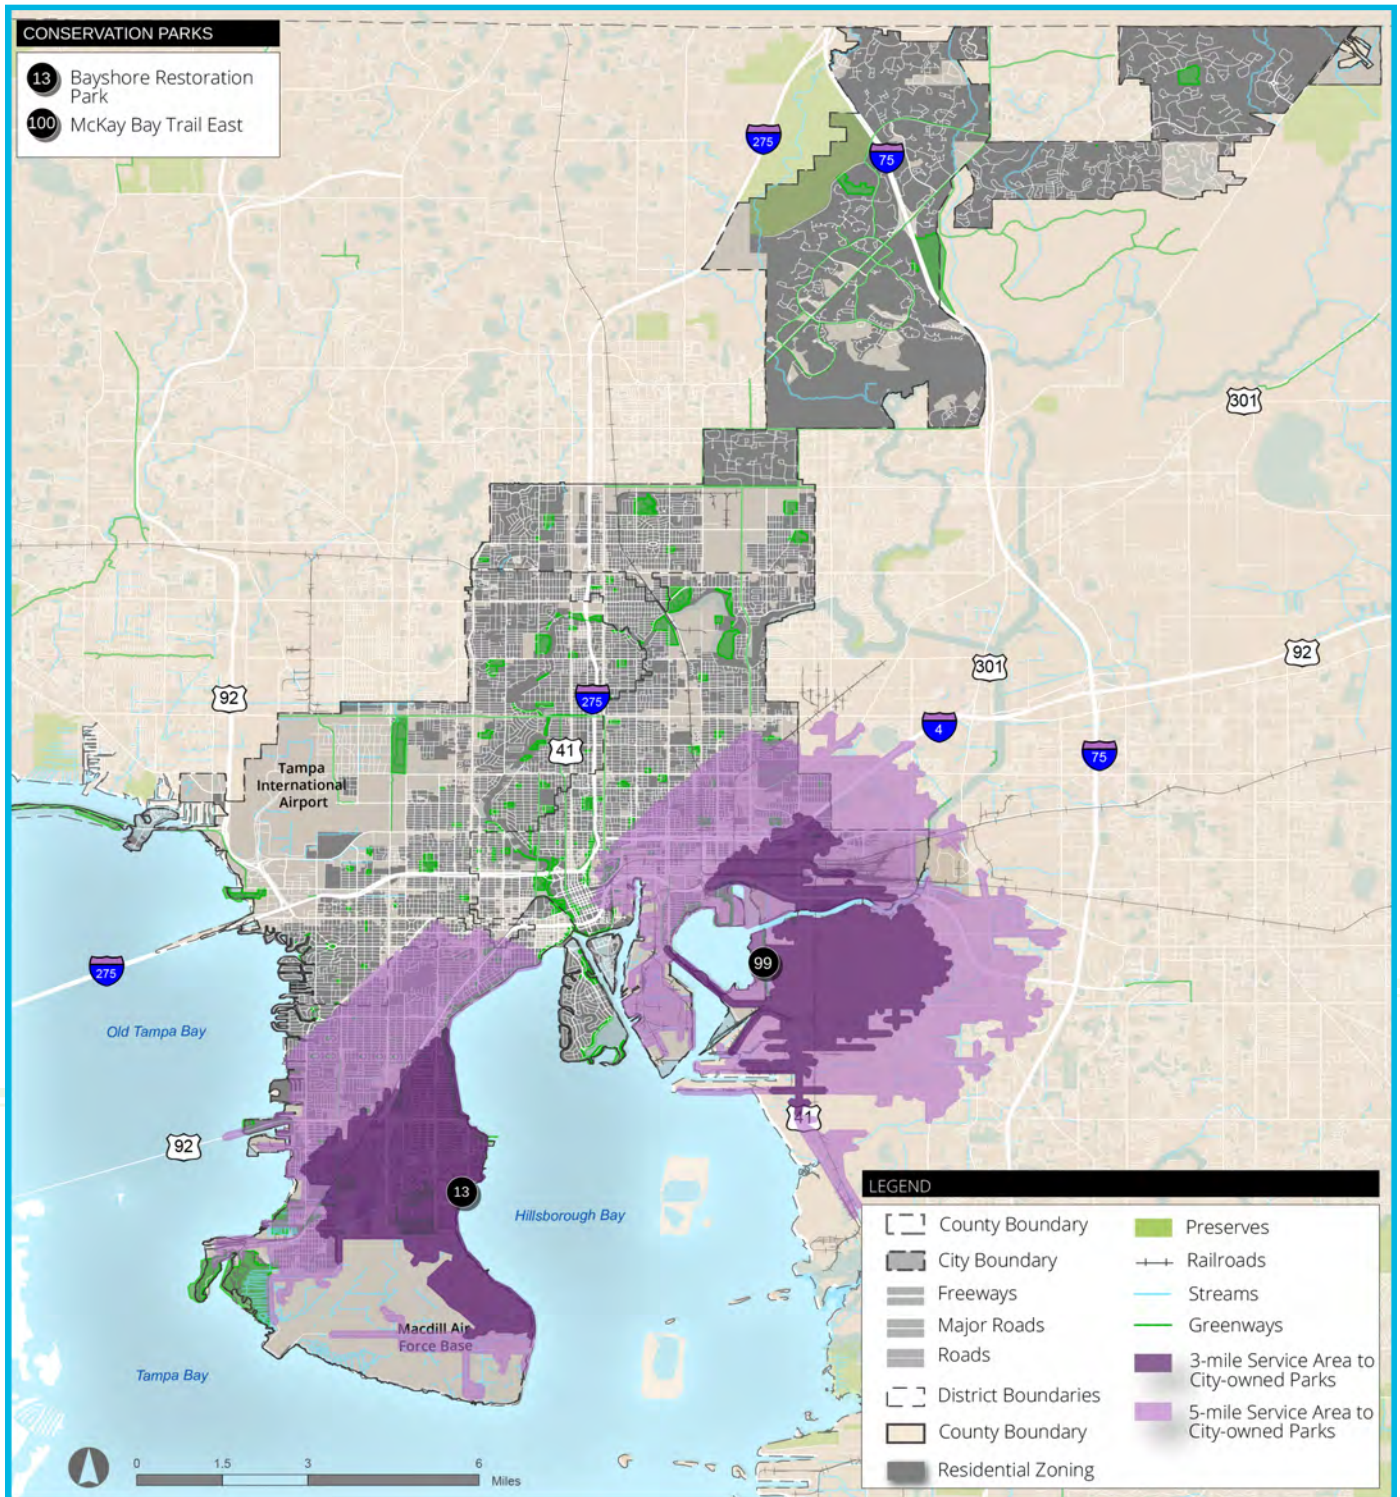 CONSERVATION PARKS
13 Bayshore Restoration
Park
100 McKay Bay Trail East
275
75
301
301
92
92
275
41
4
75
Tampa
International
Airport
99
275
Old Tampa Bay
41
92
13
Hillsborough Bay
Macdill Air
Force Base
Tampa Bay
LEGEND
County Boundary
City Boundary
Freeways
Major Roads
Roads
District Boundaries
County Boundary
Residential Zoning
Preserves
Railroads
Streams
Greenways
3-mile Service Area to
City-owned Parks
5-mile Service Area to
City-owned Parks
0 1.5 3 6
Miles